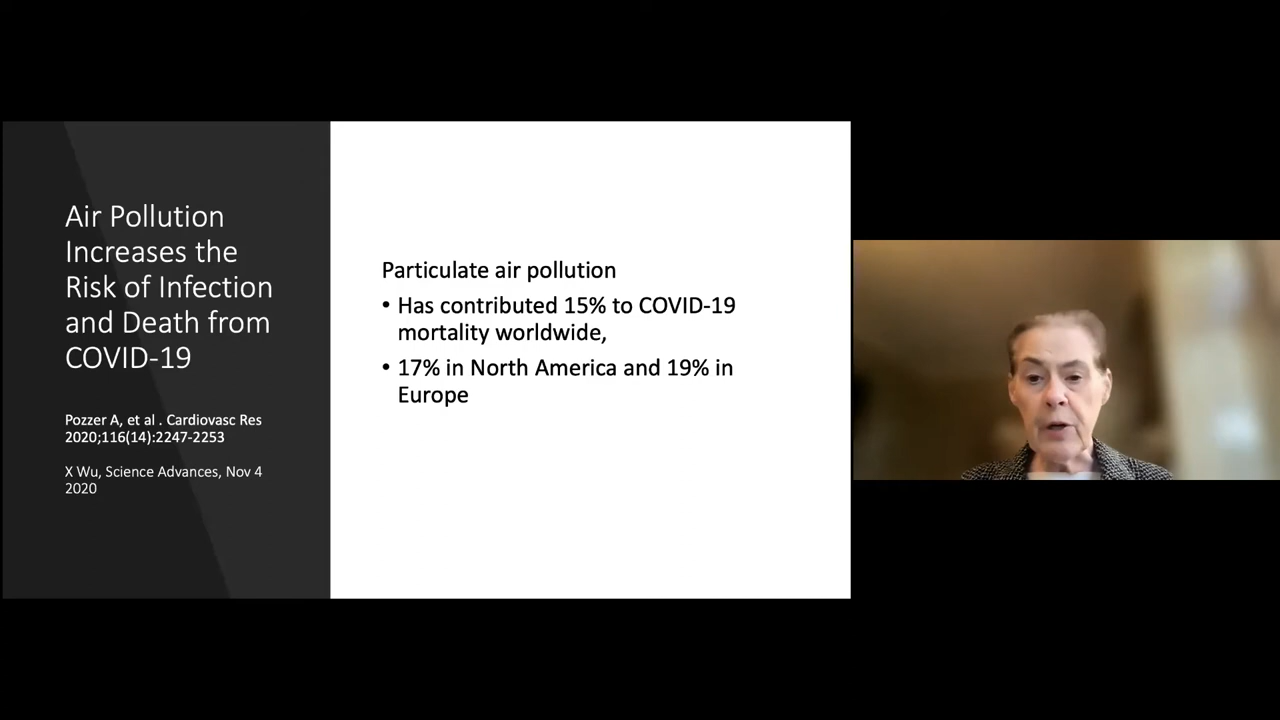 Air Pollution
Increases the
Risk of Infection
and Death from
COVID-19
Pozzer A, et al . Cardiovasc Res
2020;116(14):2247-2253
X Wu, Science Advances, Nov 4
2020
Particulate air pollution
• Has contributed 15% to COVID-19
mortality worldwide,
• 17% in North America and 19% in
Europe